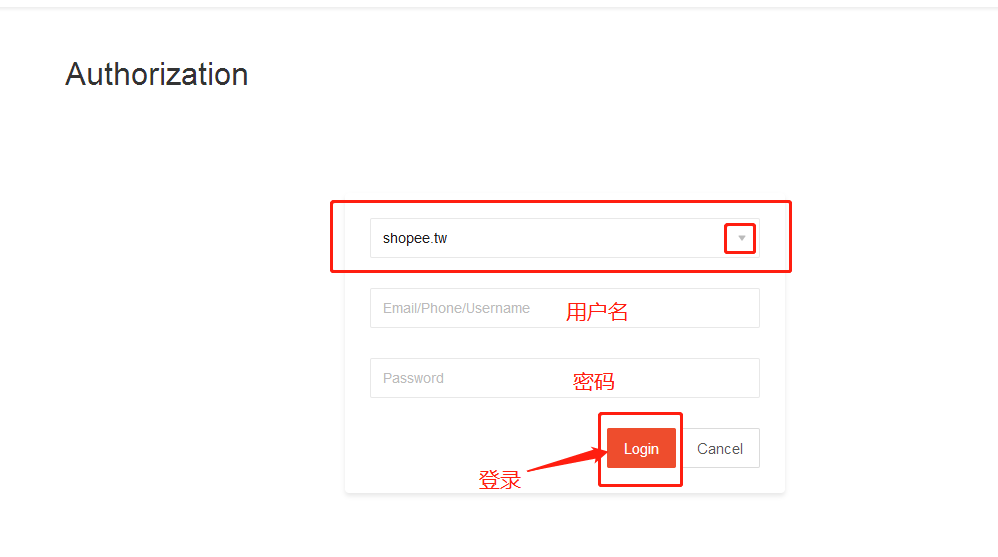 Authorization
shopee.tw
Email/Phone/Username 用户名
Password 密码
Login Cancel
登录